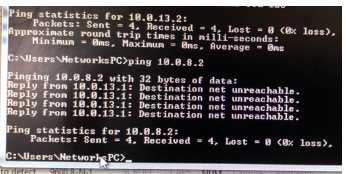 Ping statistics for 10.0.13.2:
Packets: Sent = 4, Received = 4, Lost = 0 (0% loss),
Approximate round trip times in milli-seconds:
Minimum = 0ms, Maximum = 0ms, Average = 0ms
C:\Users\NetworksPC>ping 10.0.8.2
Pinging 10.0.8.2 with 32 bytes of data:
Reply from 10.0.13.1: Destination net unreachable.
Reply from 10.0.13.1: Destination net unreachable.
Reply from 10.0.13.1: Destination net unreachable.
Reply from 10.0.13.1: Destination net unreachable.
Ping statistics for 10.0.8.2:
Packets: Sent = 4, Received = 4, Lost = 0 (0% loss),
C:\Users\NetworksPC>_
to detect